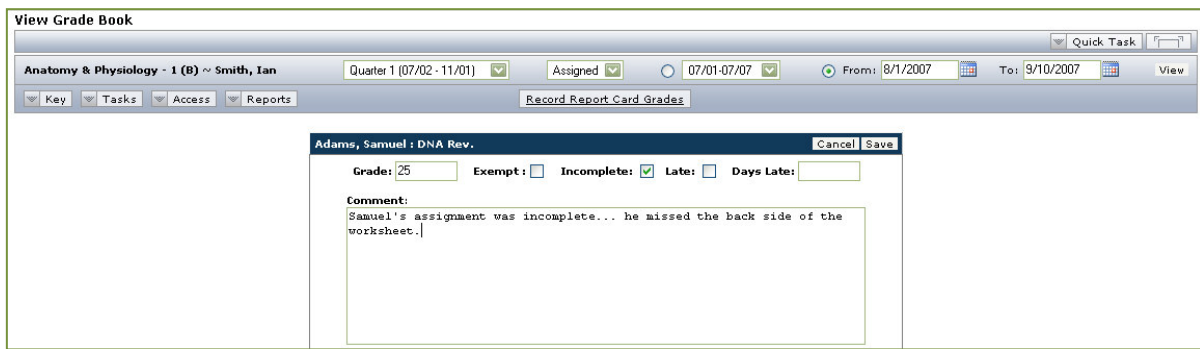 View Grade Book
Quick Task
Anatomy & Physiology - 1 (B) ~ Smith, Ian Quarter 1 (07/02 - 11/01) Assigned 07/01-07/07 From: 8/1/2007 To: 9/10/2007 View
Key Tasks Access Reports Record Report Card Grades
Adams, Samuel : DNA Rev. Cancel Save
Grade: 25 Exempt : Incomplete: Late: Days Late:
Comment:
Samuel's assignment was incomplete... he missed the back side of the
worksheet.